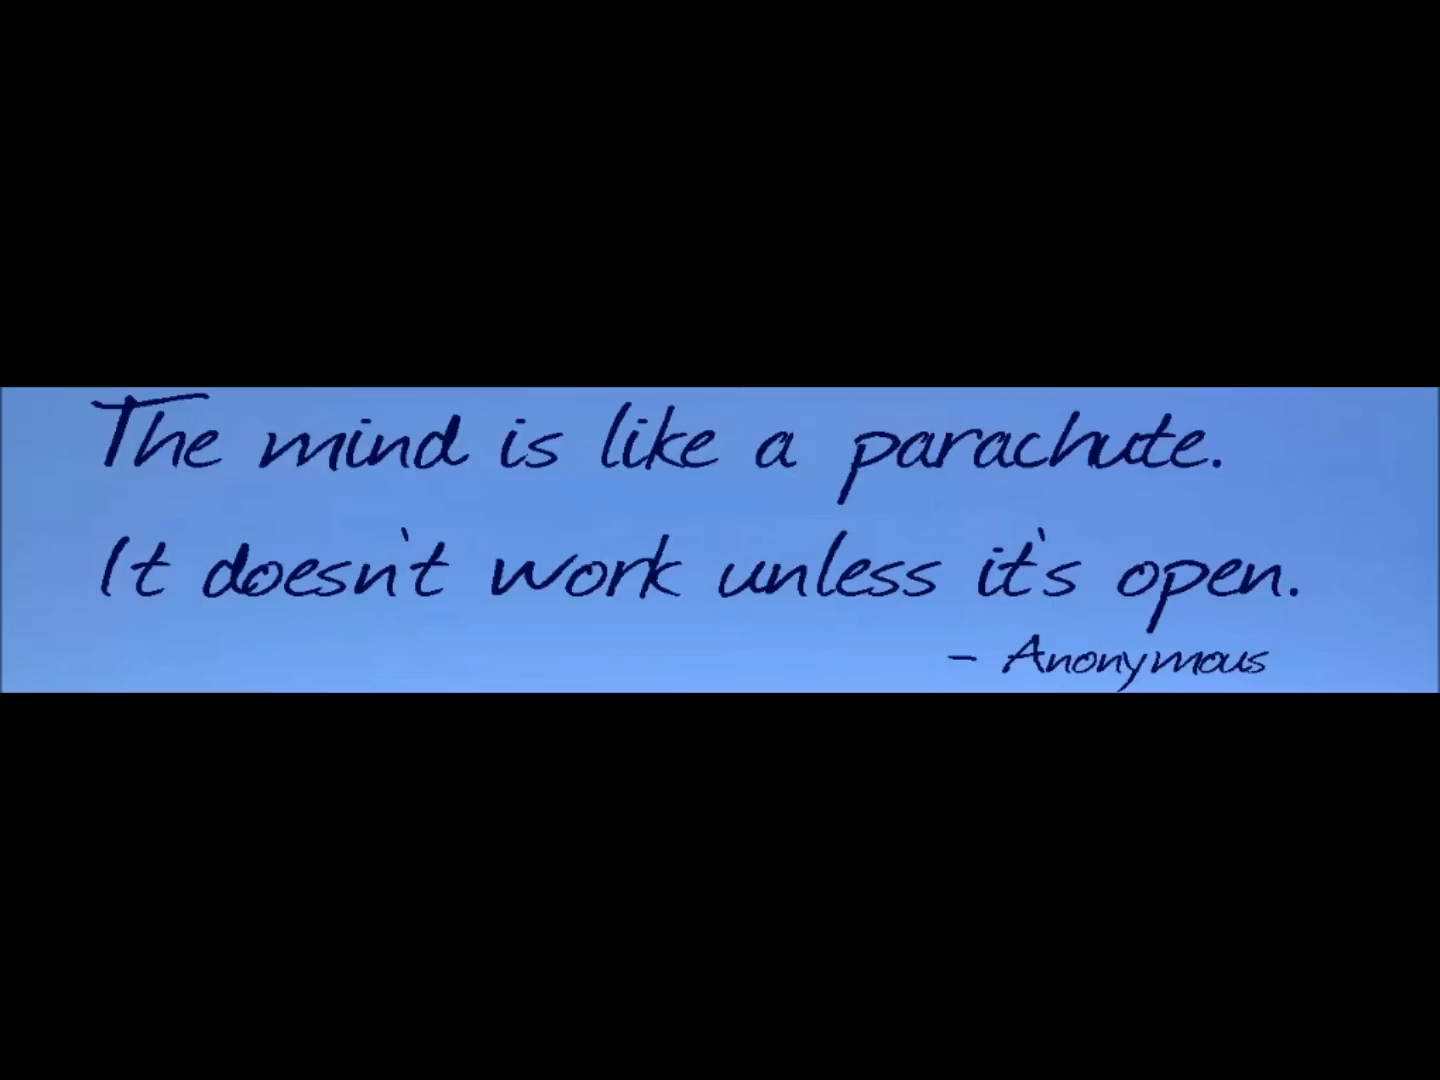 The mind is like a parachute.
It doesn't work unless it's open.
- Anonymous